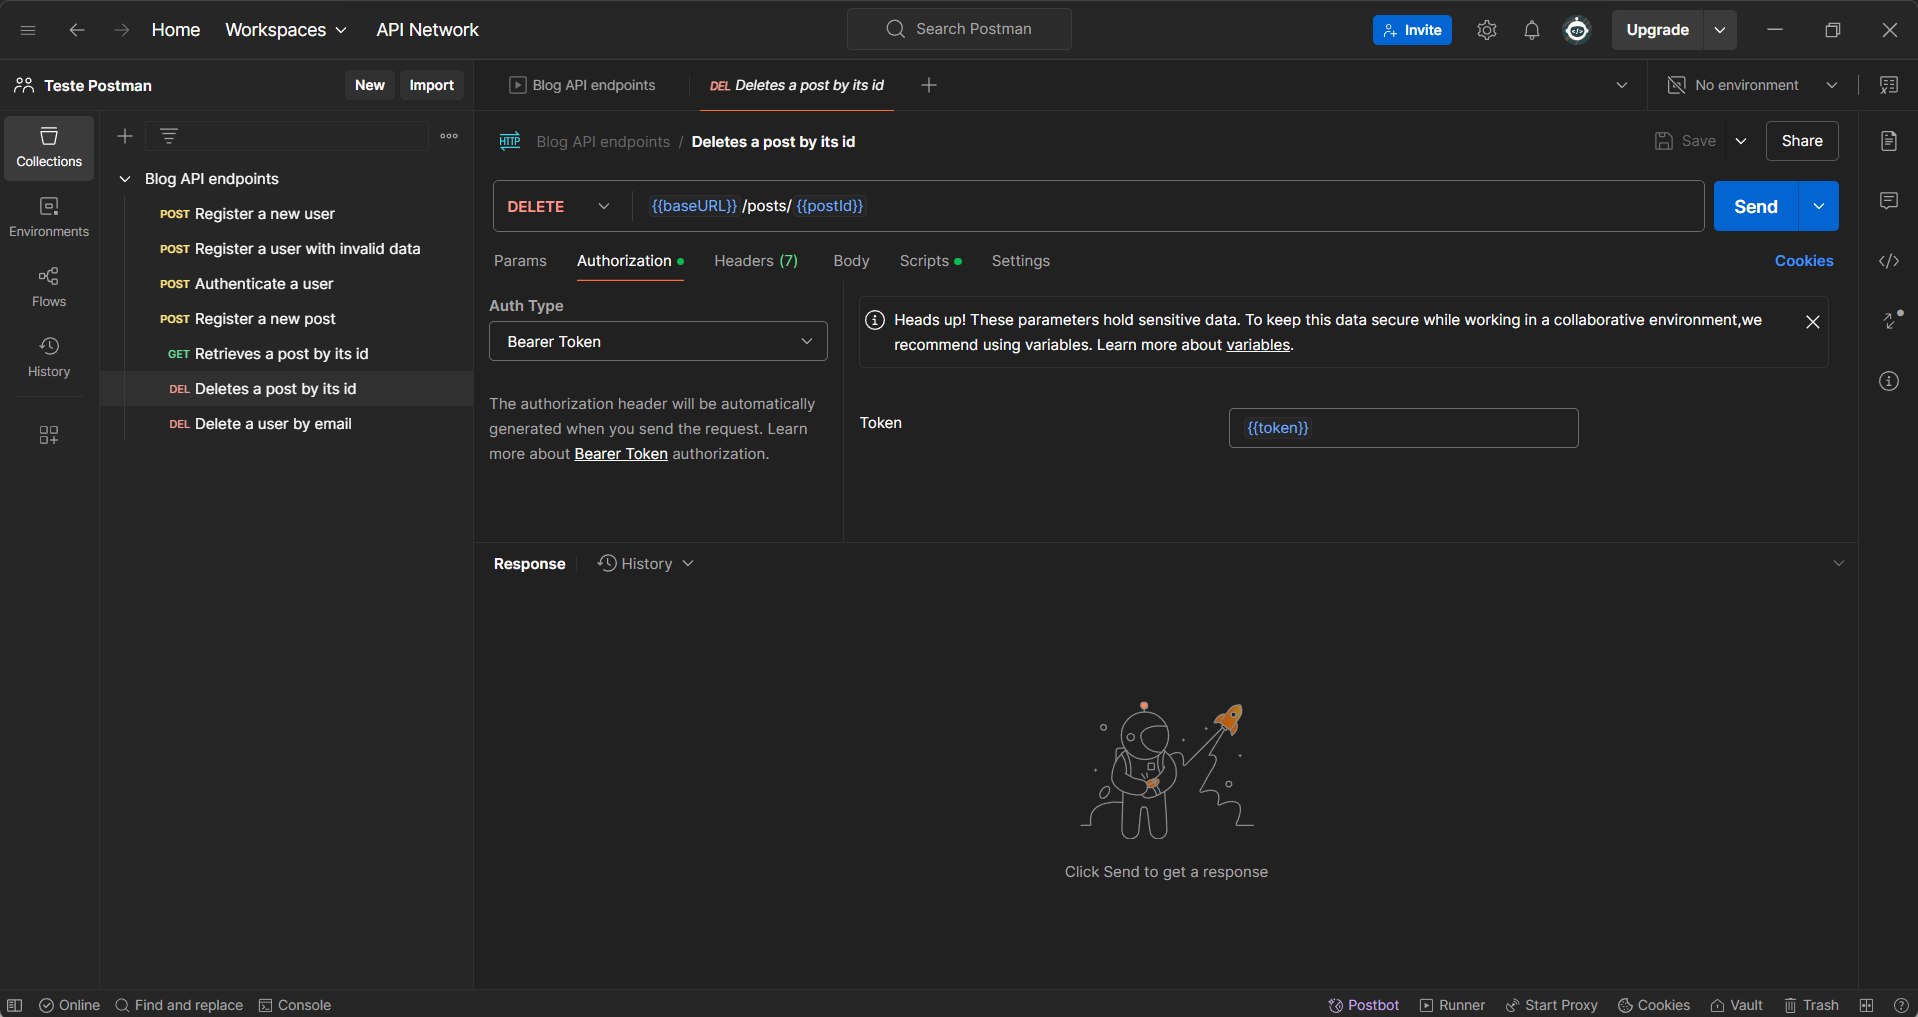 Home Workspaces API Network Search Postman Invite Upgrade
Teste Postman New Import Blog API endpoints DEL Deletes a post by its id No environment
Collections
Environments
Flows
History
Blog API endpoints
POST Register a new user
POST Register a user with invalid data
POST Authenticate a user
POST Register a new post
GET Retrieves a post by its id
DEL Deletes a post by its id
DEL Delete a user by email
HTTP Blog API endpoints / Deletes a post by its id Save Share
DELETE {{baseURL}} /posts/ {{postId}} Send
Params Authorization Headers (7) Body Scripts Settings Cookies
Auth Type
Bearer Token
The authorization header will be automatically
generated when you send the request. Learn
more about Bearer Token authorization.
Heads up! These parameters hold sensitive data. To keep this data secure while working in a collaborative environment,we
recommend using variables. Learn more about variables.
Token {{token}}
Response History
Click Send to get a response
Online Find and replace Console Postbot Runner Start Proxy Cookies Vault Trash